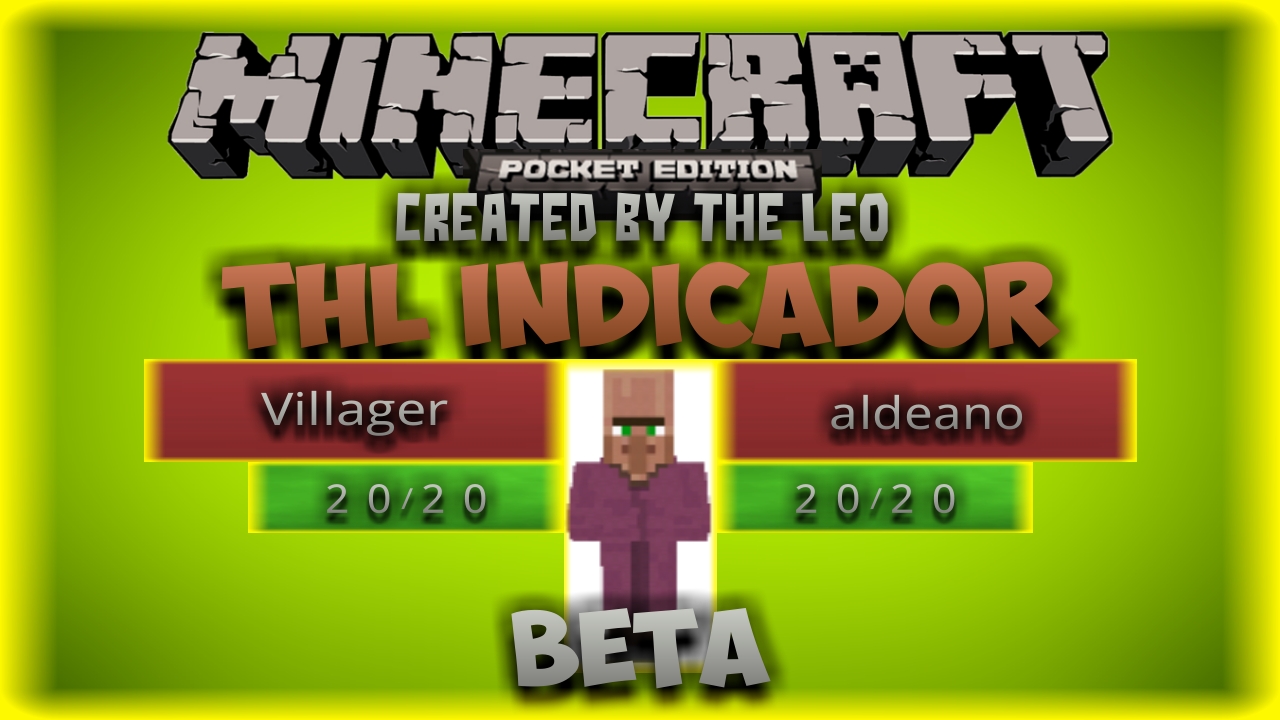 MINECRAFT
POCKET EDITION
CREATED BY THE LEO
THL INDICADOR
Villager aldeano
20/20 20/20
BETA